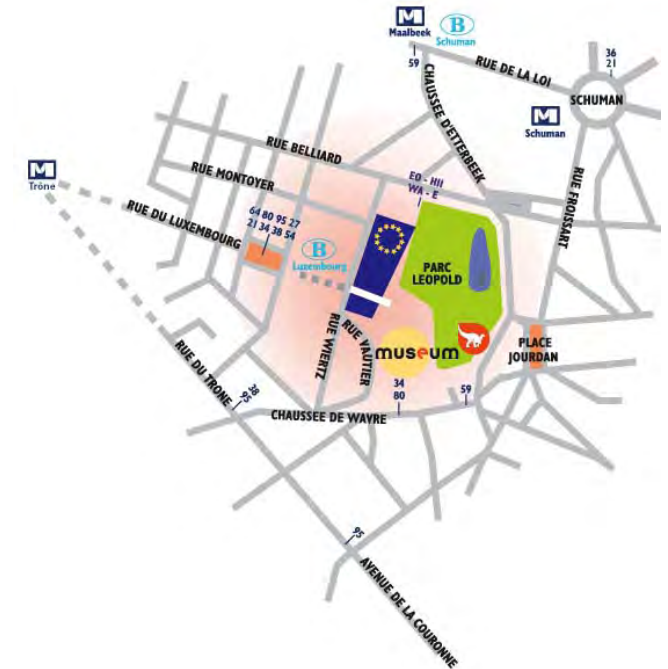 M
Maalbeek
B
Schuman
59
RUE DE LA LOI
36
21
SCHUMAN
M
Schuman
CHAUSSEE D'ETTERBEEK
RUE BELLIARD
RUE MONTOYER
M
Trône
RUE DU LUXEMBOURG
64 80 95 27
21 34 38 54
B
Luxembourg
EO - HII
WA - E
RUE FROISSART
PARC
LEOPOLD
RUE WIERTZ
RUE VAUTIER
museum
PLACE
JOURDAN
RUE DU TRONE
38
95
34
80
59
CHAUSSEE DE WAVRE
95
AVENUE DE LA COURONNE